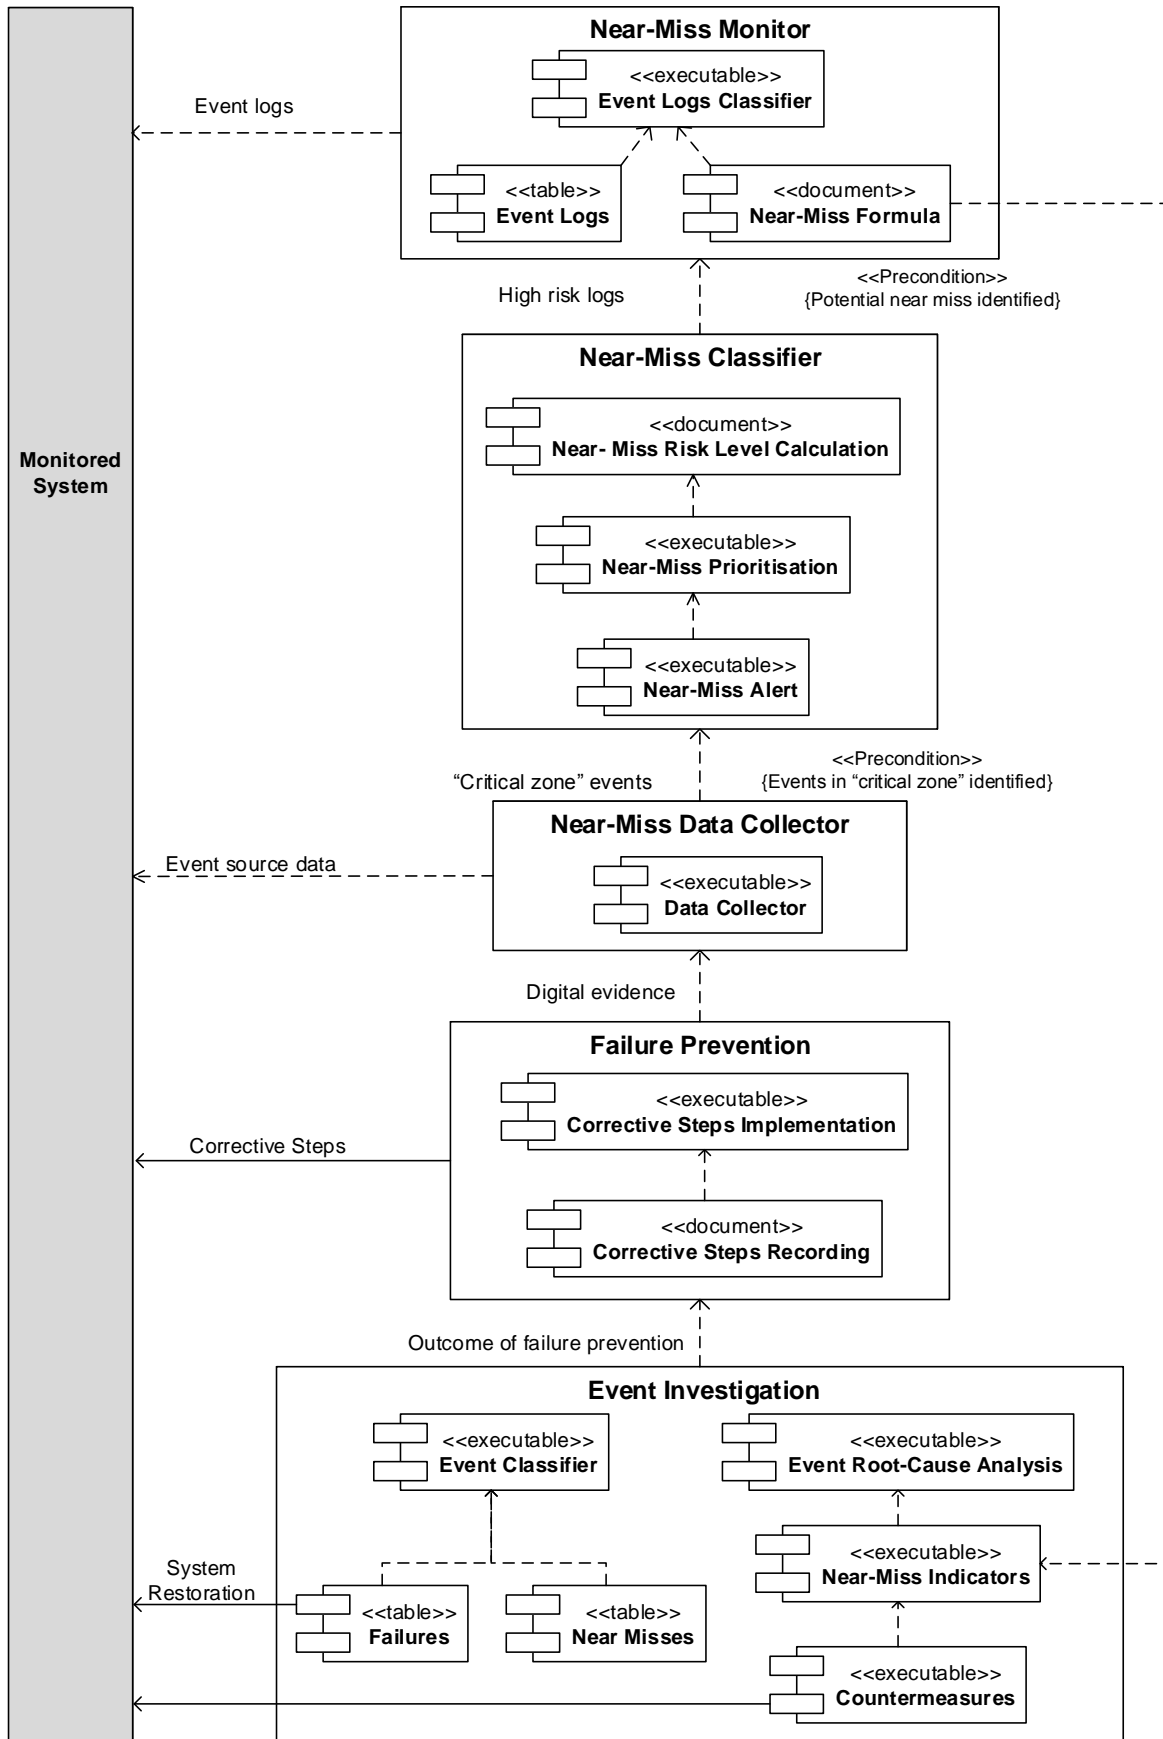 Near-Miss Monitor
<<executable>>
Event Logs Classifier
Event logs
<<table>>
Event Logs
<<document>>
Near-Miss Formula
High risk logs
<<Precondition>>
{Potential near miss identified}
Near-Miss Classifier
<<document>>
Near- Miss Risk Level Calculation
Monitored
System
<<executable>>
Near-Miss Prioritisation
<<executable>>
Near-Miss Alert
“Critical zone” events
<<Precondition>>
{Events in “critical zone” identified}
Near-Miss Data Collector
Event source data
<<executable>>
Data Collector
Digital evidence
Failure Prevention
<<executable>>
Corrective Steps Implementation
Corrective Steps
<<document>>
Corrective Steps Recording
Outcome of failure prevention
Event Investigation
<<executable>>
Event Classifier
<<executable>>
Event Root-Cause Analysis
<<executable>>
Near-Miss Indicators
System
Restoration
<<table>>
Failures
<<table>>
Near Misses
<<executable>>
Countermeasures